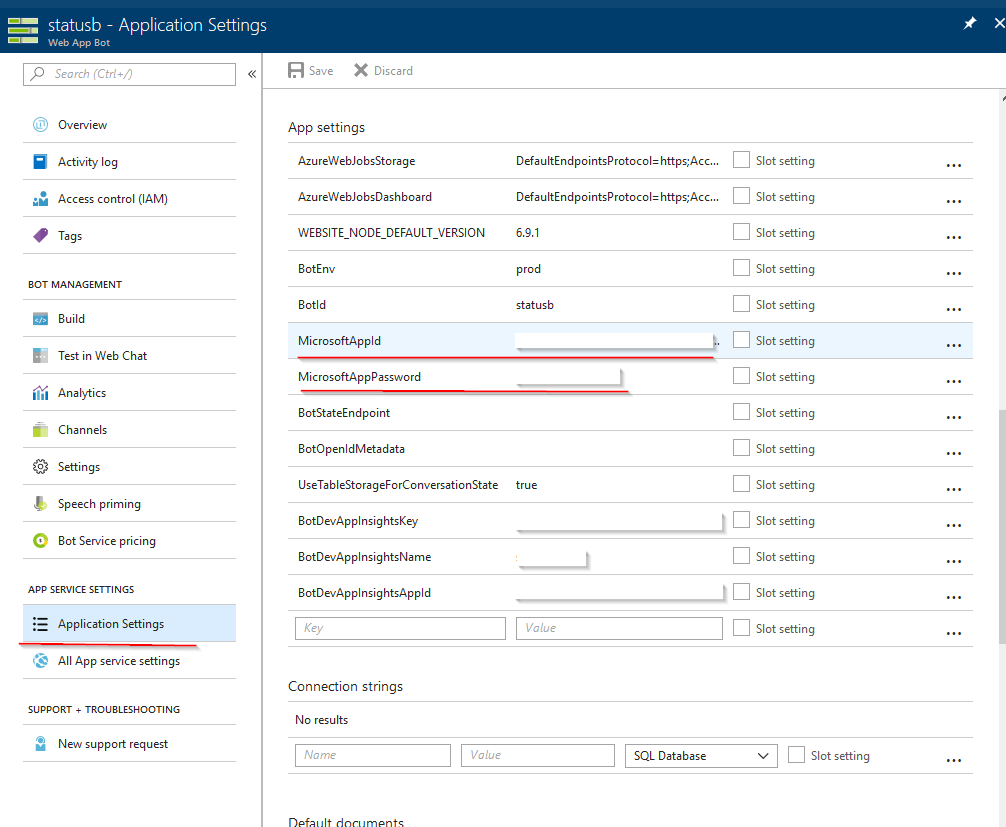 statusb - Application Settings
Web App Bot
Search (Ctrl+/)
«
Overview
Activity log
Access control (IAM)
Tags
BOT MANAGEMENT
Build
Test in Web Chat
Analytics
Channels
Settings
Speech priming
Bot Service pricing
APP SERVICE SETTINGS
Application Settings
All App service settings
SUPPORT + TROUBLESHOOTING
New support request
Save Discard
App settings
AzureWebJobsStorage DefaultEndpointsProtocol=https;Acc... Slot setting ...
AzureWebJobsDashboard DefaultEndpointsProtocol=https;Acc... Slot setting ...
WEBSITE_NODE_DEFAULT_VERSION 6.9.1 Slot setting ...
BotEnv prod Slot setting ...
BotId statusb Slot setting ...
MicrosoftAppId Slot setting ...
MicrosoftAppPassword Slot setting ...
BotStateEndpoint Slot setting ...
BotOpenIdMetadata Slot setting ...
UseTableStorageForConversationState true Slot setting ...
BotDevAppInsightsKey Slot setting ...
BotDevAppInsightsName Slot setting ...
BotDevAppInsightsAppId Slot setting ...
Key Value Slot setting ...
Connection strings
No results
Name Value SQL Database Slot setting ...
Default documents